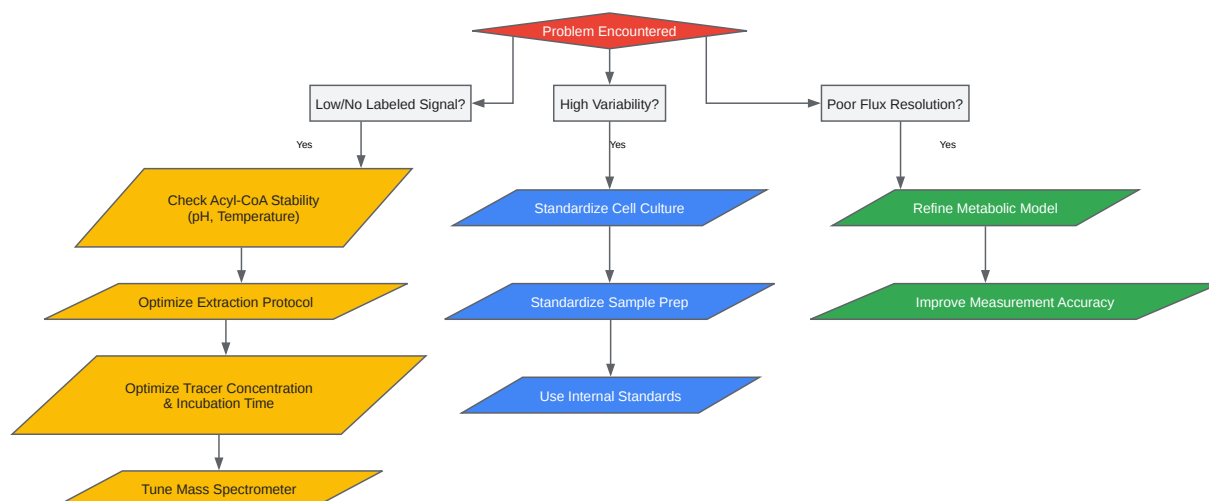 Problem Encountered
Low/No Labeled Signal?
High Variability?
Poor Flux Resolution?
Yes
Yes
Yes
Check Acyl-CoA Stability
(pH, Temperature)
Standardize Cell Culture
Refine Metabolic Model
Optimize Extraction Protocol
Standardize Sample Prep
Improve Measurement Accuracy
Optimize Tracer Concentration
& Incubation Time
Use Internal Standards
Tune Mass Spectrometer